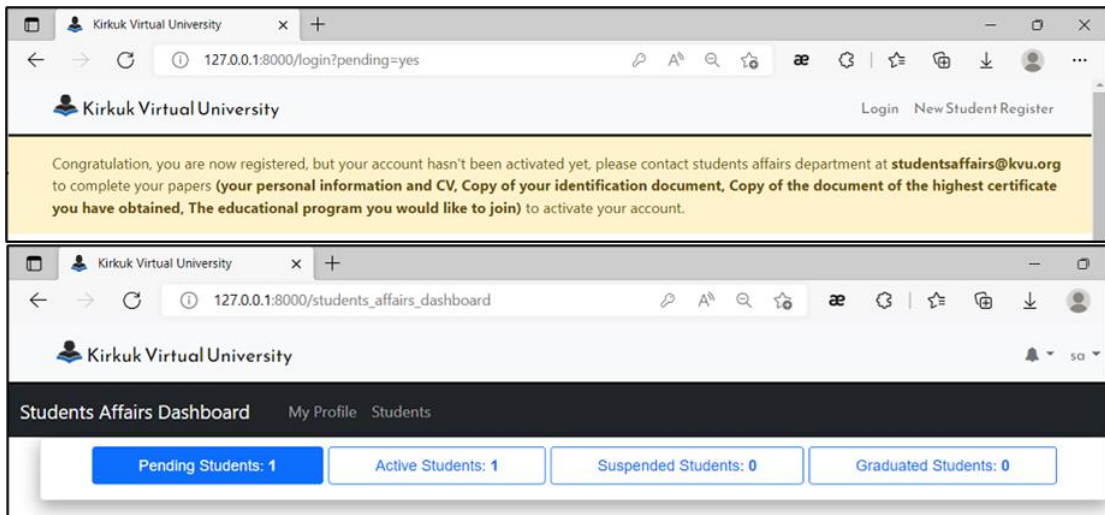 Kirkuk Virtual University
127.0.0.1:8000/login?pending=yes
Kirkuk Virtual University
Login New Student Register
Congratulation, you are now registered, but your account hasn't been activated yet, please contact students affairs department at studentsaffairs@kvu.org
to complete your papers (your personal information and CV, Copy of your identification document, Copy of the document of the highest certificate
you have obtained, The educational program you would like to join) to activate your account.
Kirkuk Virtual University
127.0.0.1:8000/students_affairs_dashboard
Kirkuk Virtual University
sa
Students Affairs Dashboard My Profile Students
Pending Students: 1 Active Students: 1 Suspended Students: 0 Graduated Students: 0